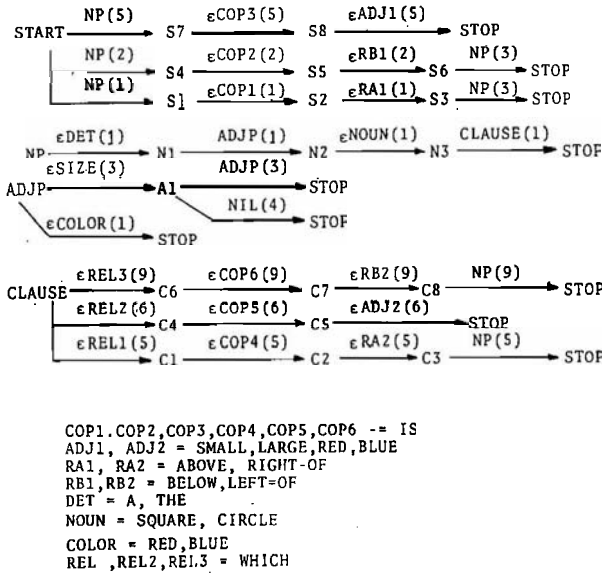 NP(5) εCOP3(5) εADJ1(5)
START S7 S8 STOP
NP(2) εCOP2(2) εRB1(2) NP(3)
S4 S5 S6 STOP
NP(1) εCOP1(1) εRA1(1) NP(3)
S1 S2 S3 STOP
εDET(1) ADJP(1) εNOUN(1) CLAUSE(1)
NP N1 N2 N3 STOP
εSIZE(3) ADJP(3)
ADJP A1 STOP
NIL(4)
εCOLOR(1) STOP
STOP
εREL3(9) εCOP6(9) εRB2(9) NP(9)
CLAUSE C6 C7 C8 STOP
εREL2(6) εCOP5(6) εADJ2(6)
C4 C5 STOP
εREL1(5) εCOP4(5) εRA2(5) NP(5)
C1 C2 C3 STOP
COP1.COP2,COP3,COP4,COP5,COP6 -= IS
ADJ1, ADJ2 = SMALL,LARGE,RED,BLUE
RA1, RA2 = ABOVE, RIGHT-OF
RB1,RB2 = BELOW,LEFT=OF
DET = A, THE
NOUN = SQUARE, CIRCLE
COLOR = RED,BLUE
REL ,REL2,REL3 = WHICH